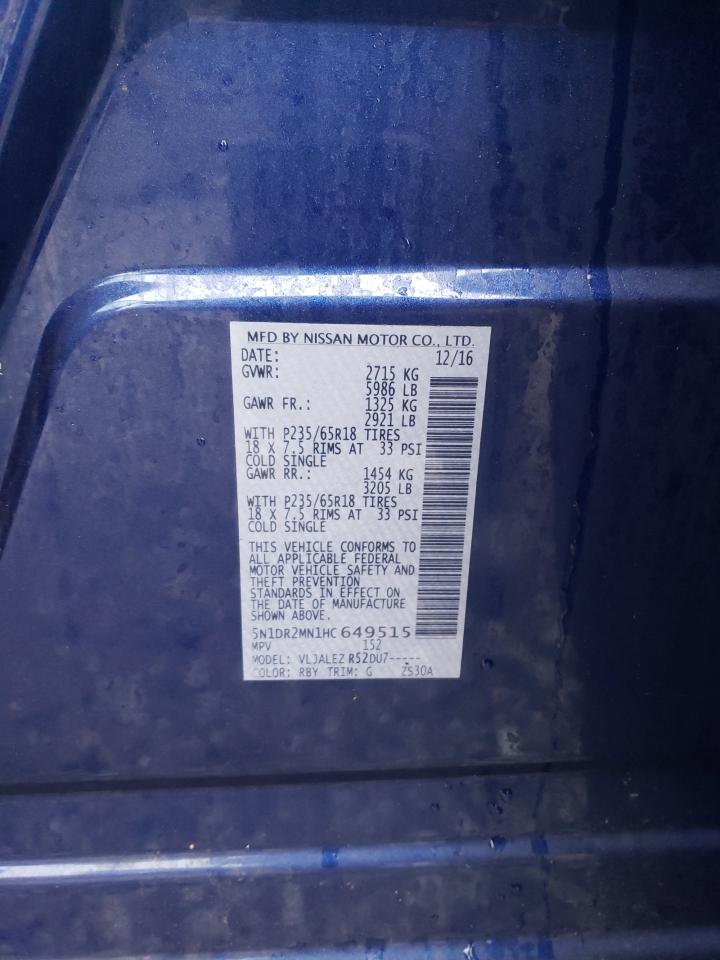 MFD BY NISSAN MOTOR CO., LTD.
DATE: 12/16
GVWR: 2715 KG
5986 LB
GAWR FR.: 1325 KG
2921 LB
WITH P235/65R18 TIRES
18 X 7.5 RIMS AT 33 PSI
COLD SINGLE
GAWR RR.: 1454 KG
3205 LB
WITH P235/65R18 TIRES
18 X 7.5 RIMS AT 33 PSI
COLD SINGLE
THIS VEHICLE CONFORMS TO
ALL APPLICABLE FEDERAL
MOTOR VEHICLE SAFETY AND
THEFT PREVENTION
STANDARDS IN EFFECT ON
THE DATE OF MANUFACTURE
SHOWN ABOVE.
5N1DR2MN1HC 649515
MPV 152
MODEL: VLJALEZ R52DU7-----
COLOR: RBY TRIM: G ZS30A